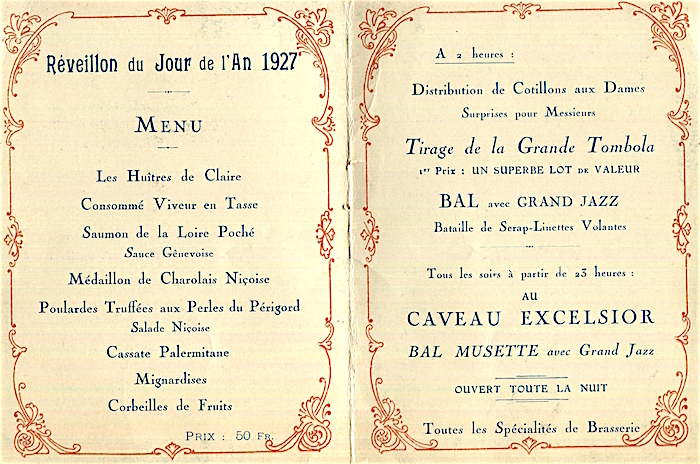 Réveillon du Jour de l'An 1927
MENU
Les Huîtres de Claire
Consommé Viveur en Tasse
Saumon de la Loire Poché
Sauce Gênevoise
Médaillon de Charolais Niçoise
Poulardes Truffées aux Perles du Périgord
Salade Niçoise
Cassate Palermitane
Mignardises
Corbeilles de Fruits
PRIX : 50 FR.
A 2 heures :
Distribution de Cotillons aux Dames
Surprises pour Messieurs
Tirage de la Grande Tombola
1er Prix : UN SUPERBE LOT DE VALEUR
BAL avec GRAND JAZZ
Bataille de Serap-Linettes Volantes
Tous les soirs à partir de 23 heures :
AU
CAVEAU EXCELSIOR
BAL MUSETTE avec Grand Jazz
OUVERT TOUTE LA NUIT
Toutes les Spécialités de Brasserie